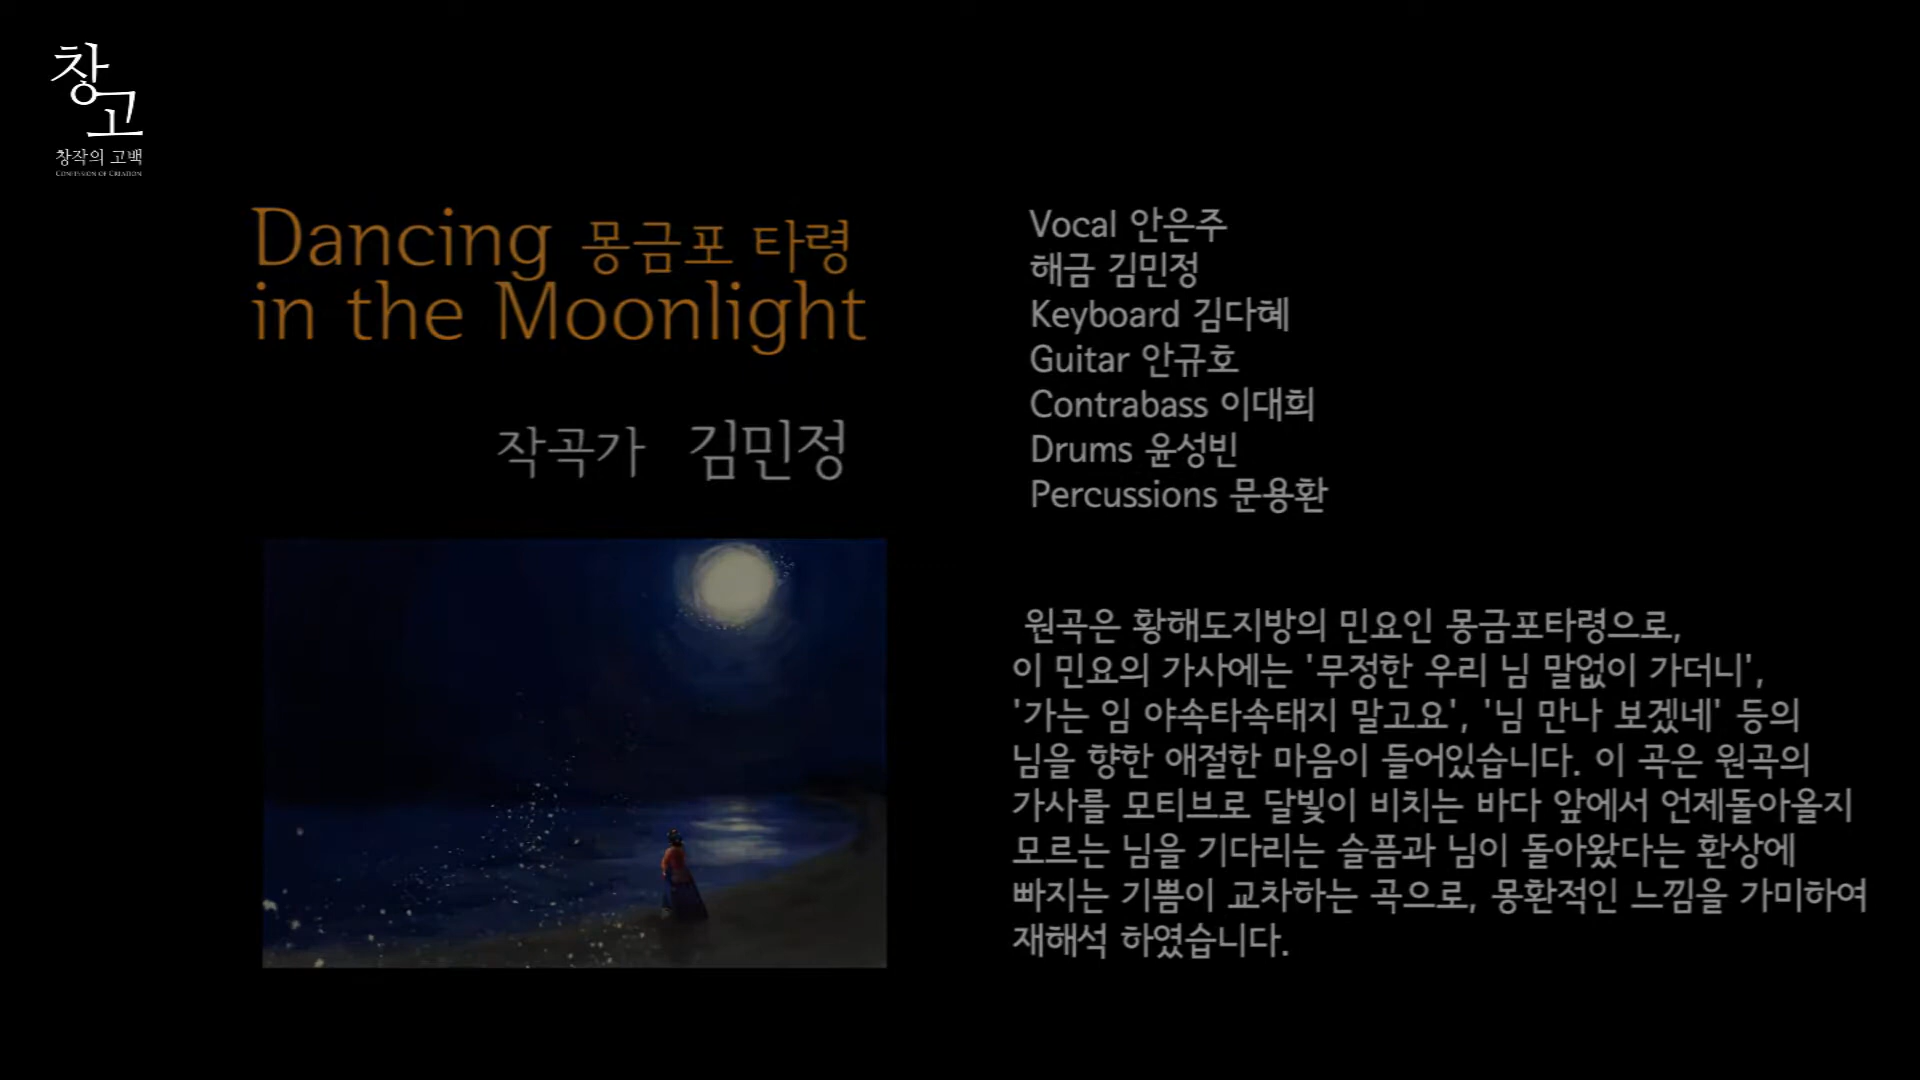 창고
창작의 고백
CONFESSION OF CREATION
Dancing 몽금포 타령
in the Moonlight
작곡가 김민정
Vocal 안은주
해금 김민정
Keyboard 김다혜
Guitar 안규호
Contrabass 이대희
Drums 윤성빈
Percussions 문용환
원곡은 황해도지방의 민요인 몽금포타령으로,
이 민요의 가사에는 '무정한 우리 님 말없이 가더니',
'가는 임 야속타속태지 말고요', '님 만나 보겠네' 등의
님을 향한 애절한 마음이 들어있습니다. 이 곡은 원곡의
가사를 모티브로 달빛이 비치는 바다 앞에서 언제돌아올지
모르는 님을 기다리는 슬픔과 님이 돌아왔다는 환상에
빠지는 기쁨이 교차하는 곡으로, 몽환적인 느낌을 가미하여
재해석 하였습니다.